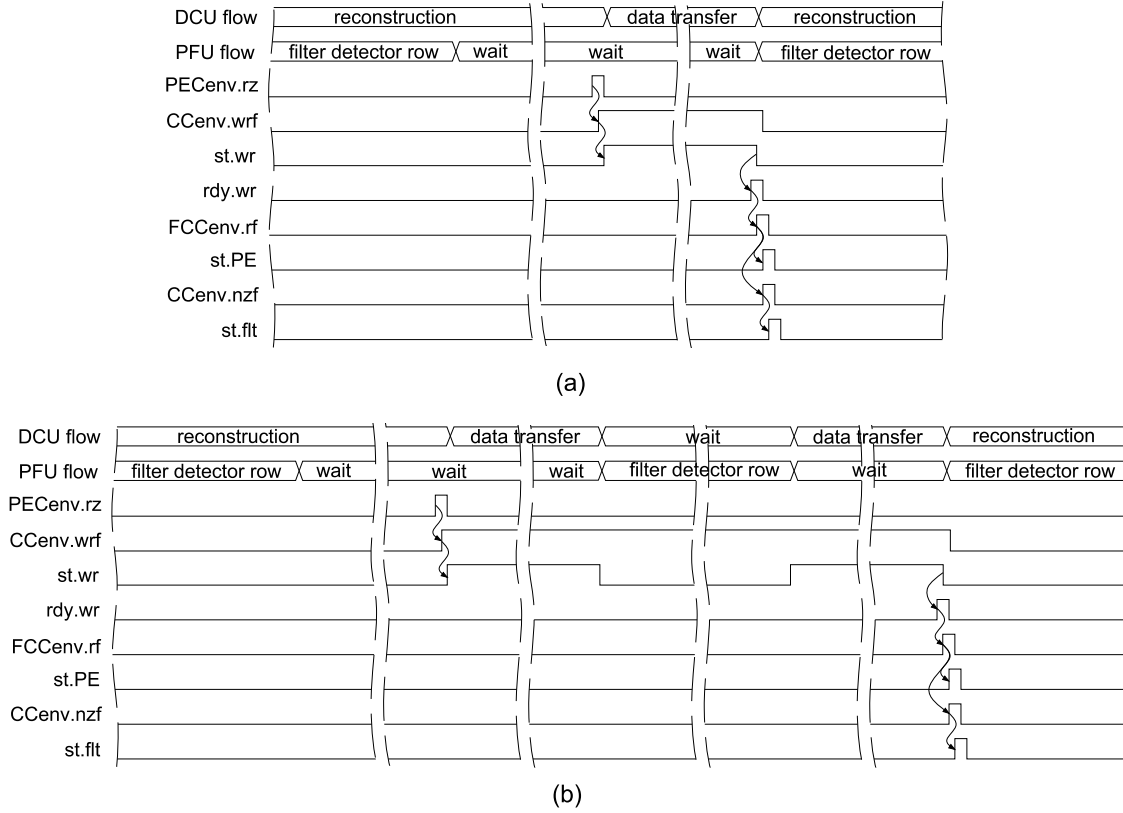 DCU flow reconstruction data transfer reconstruction
PFU flow filter detector row wait wait wait filter detector row
PECenv.rz
CCenv.wrf
st.wr
rdy.wr
FCCenv.rf
st.PE
CCenv.nzf
st.flt
(a)
DCU flow reconstruction data transfer wait data transfer reconstruction
PFU flow filter detector row wait wait wait filter detector row wait filter detector row
PECenv.rz
CCenv.wrf
st.wr
rdy.wr
FCCenv.rf
st.PE
CCenv.nzf
st.flt
(b)